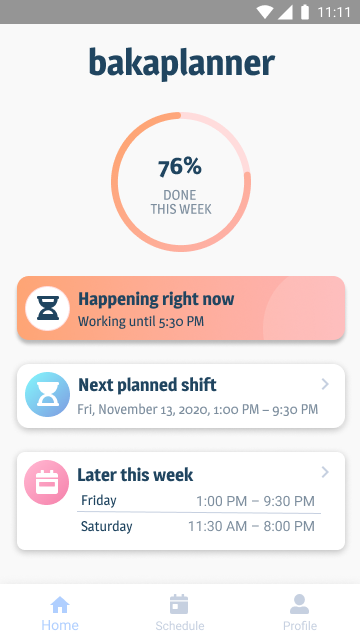 11:11
bakaplanner
76%
DONE
THIS WEEK
Happening right now
Working until 5:30 PM
Next planned shift
Fri, November 13, 2020, 1:00 PM – 9:30 PM
Later this week
Friday 1:00 PM – 9:30 PM
Saturday 11:30 AM – 8:00 PM
Home Schedule Profile